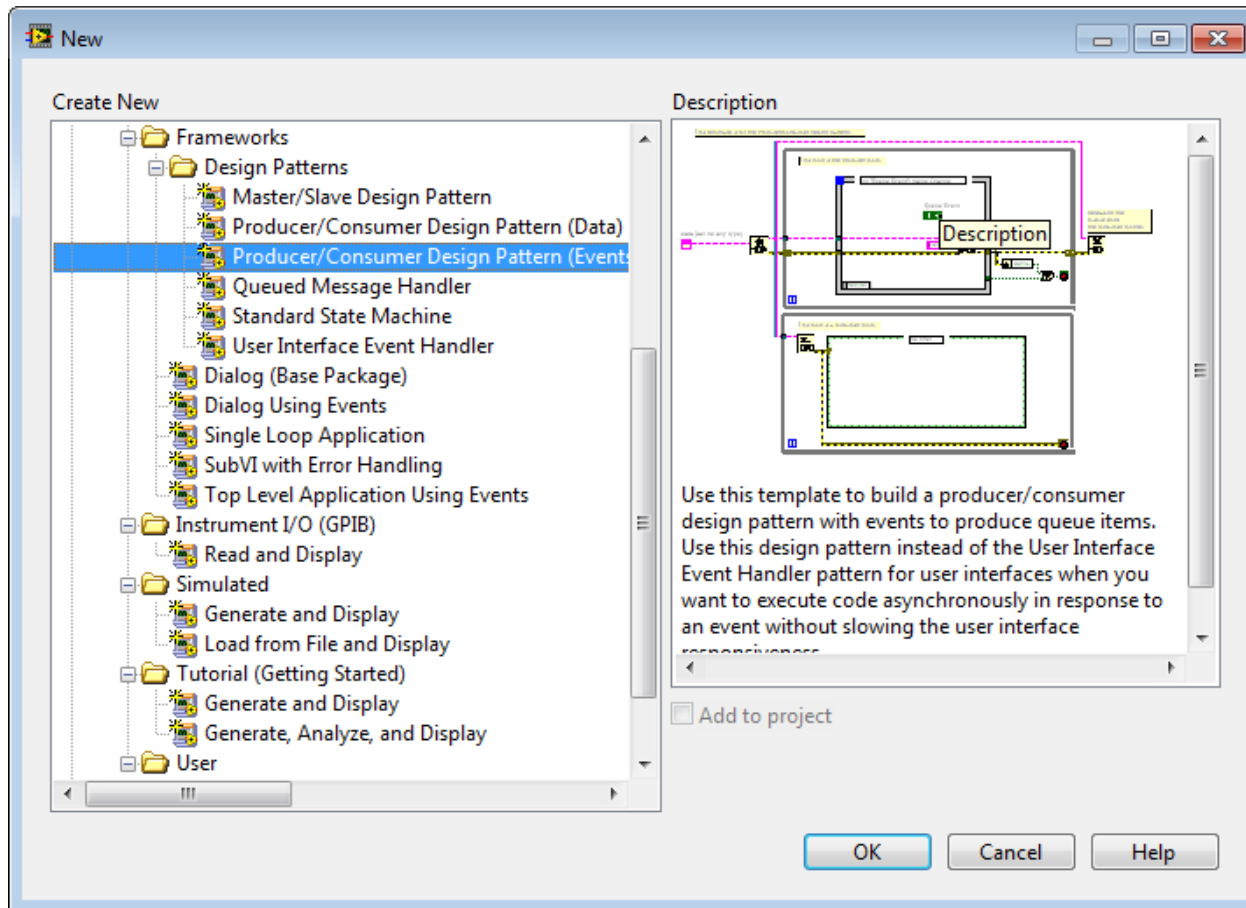 New
Create New
Frameworks
Design Patterns
Master/Slave Design Pattern
Producer/Consumer Design Pattern (Data)
Producer/Consumer Design Pattern (Events
Queued Message Handler
Standard State Machine
User Interface Event Handler
Dialog (Base Package)
Dialog Using Events
Single Loop Application
SubVI with Error Handling
Top Level Application Using Events
Instrument I/O (GPIB)
Read and Display
Simulated
Generate and Display
Load from File and Display
Tutorial (Getting Started)
Generate and Display
Generate, Analyze, and Display
User
Description
Queue Event
Description
Use this template to build a producer/consumer
design pattern with events to produce queue items.
Use this design pattern instead of the User Interface
Event Handler pattern for user interfaces when you
want to execute code asynchronously in response to
an event without slowing the user interface
responsiveness
Add to project
OK
Cancel
Help